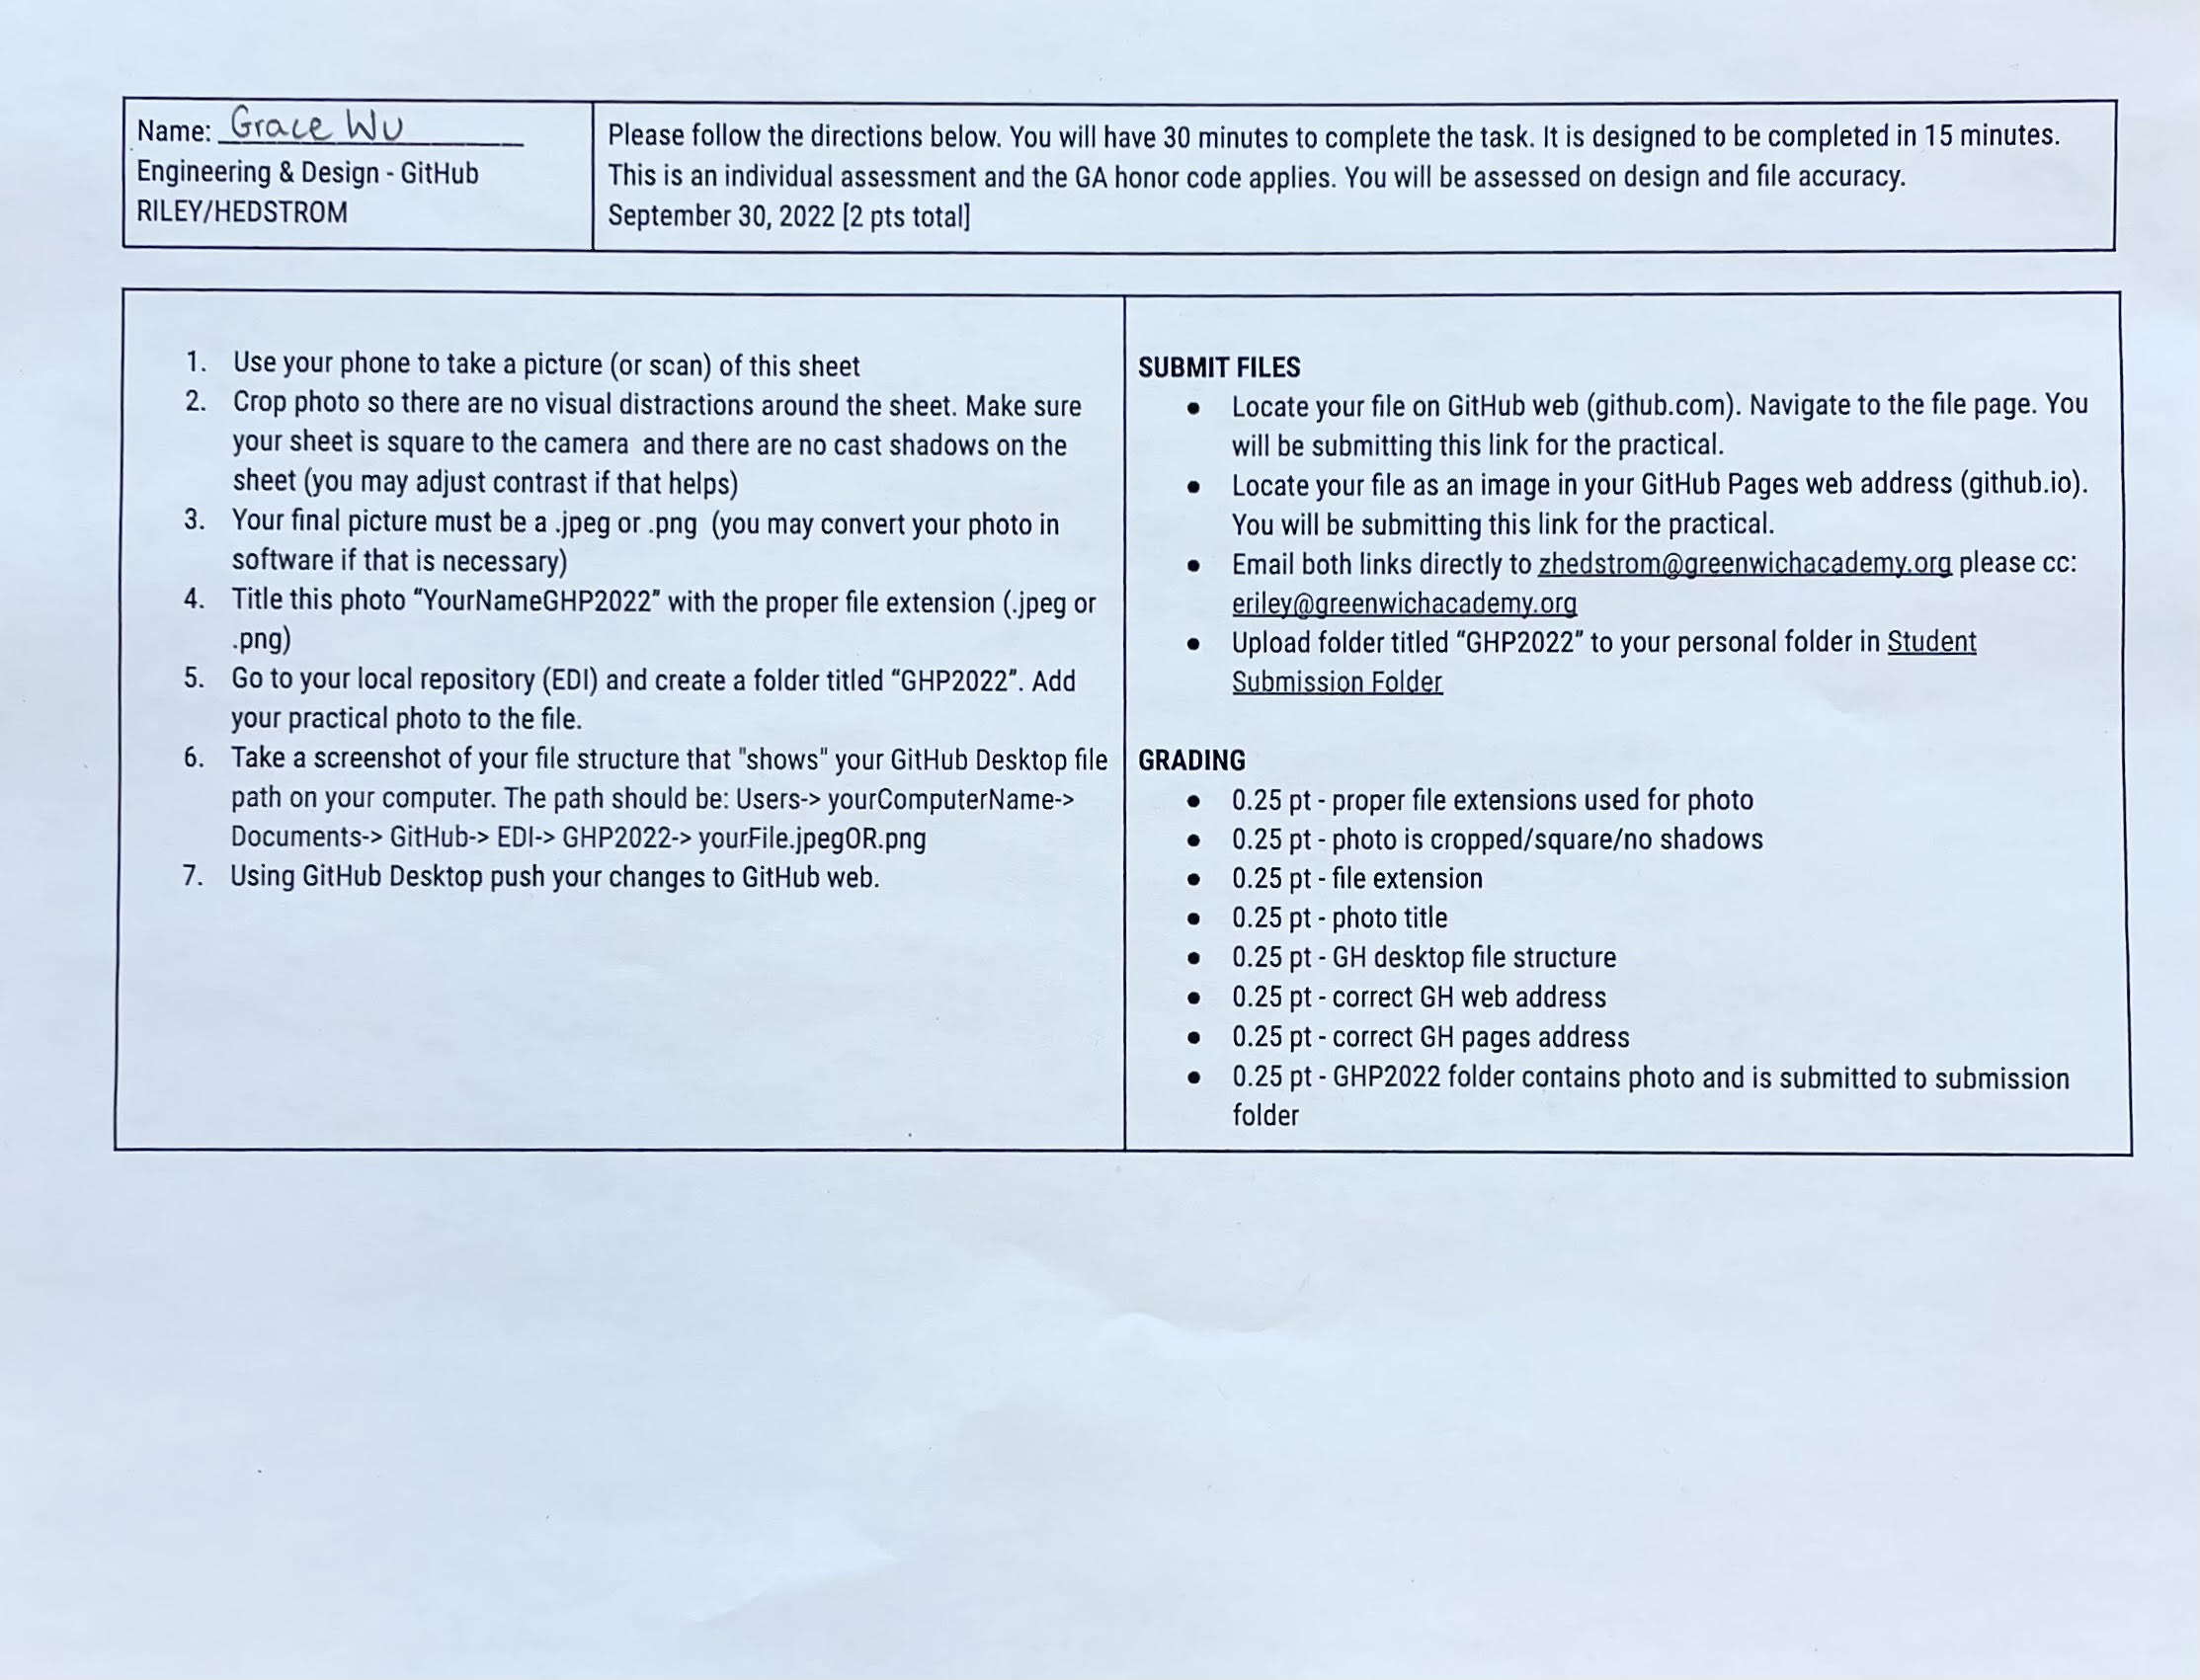 Name: Grace Wu
Engineering & Design - GitHub
RILEY/HEDSTROM
Please follow the directions below. You will have 30 minutes to complete the task. It is designed to be completed in 15 minutes.
This is an individual assessment and the GA honor code applies. You will be assessed on design and file accuracy.
September 30, 2022 [2 pts total]
1. Use your phone to take a picture (or scan) of this sheet
2. Crop photo so there are no visual distractions around the sheet. Make sure
your sheet is square to the camera and there are no cast shadows on the
sheet (you may adjust contrast if that helps)
3. Your final picture must be a .jpeg or .png (you may convert your photo in
software if that is necessary)
4. Title this photo “YourNameGHP2022” with the proper file extension (.jpeg or
.png)
5. Go to your local repository (EDI) and create a folder titled “GHP2022”. Add
your practical photo to the file.
6. Take a screenshot of your file structure that "shows" your GitHub Desktop file
path on your computer. The path should be: Users-> yourComputerName->
Documents-> GitHub-> EDI-> GHP2022-> yourFile.jpegOR.png
7. Using GitHub Desktop push your changes to GitHub web.
SUBMIT FILES
● Locate your file on GitHub web (github.com). Navigate to the file page. You
will be submitting this link for the practical.
● Locate your file as an image in your GitHub Pages web address (github.io).
You will be submitting this link for the practical.
● Email both links directly to zhedstrom@greenwichacademy.org please cc:
eriley@greenwichacademy.org
● Upload folder titled “GHP2022” to your personal folder in Student
Submission Folder
GRADING
● 0.25 pt - proper file extensions used for photo
● 0.25 pt - photo is cropped/square/no shadows
● 0.25 pt - file extension
● 0.25 pt - photo title
● 0.25 pt - GH desktop file structure
● 0.25 pt - correct GH web address
● 0.25 pt - correct GH pages address
● 0.25 pt - GHP2022 folder contains photo and is submitted to submission
folder